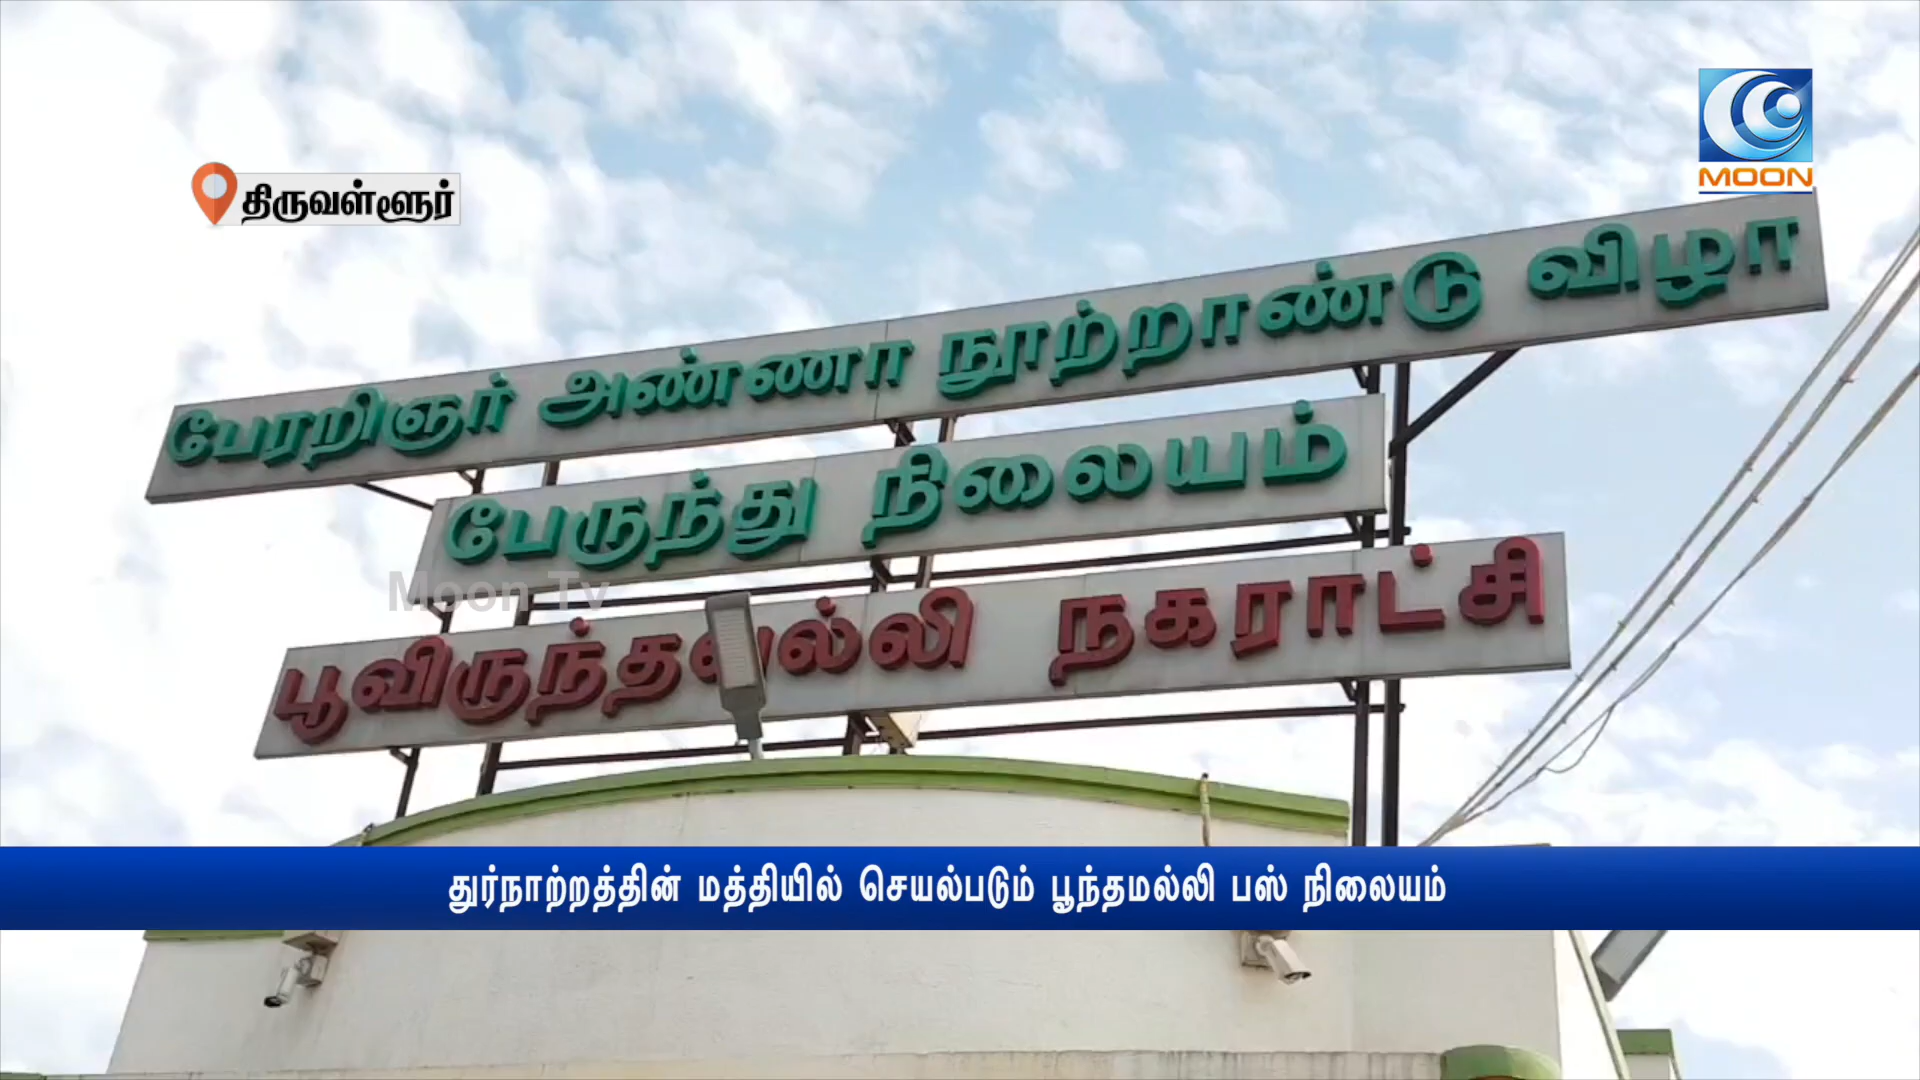 MOON
திருவள்ளூர்
பேரறிஞர் அண்ணா நூற்றாண்டு விழா
பேருந்து நிலையம்
Moon Tv
பூவிருந்தவல்லி நகராட்சி
துர்நாற்றத்தின் மத்தியில் செயல்படும் பூந்தமல்லி பஸ் நிலையம்